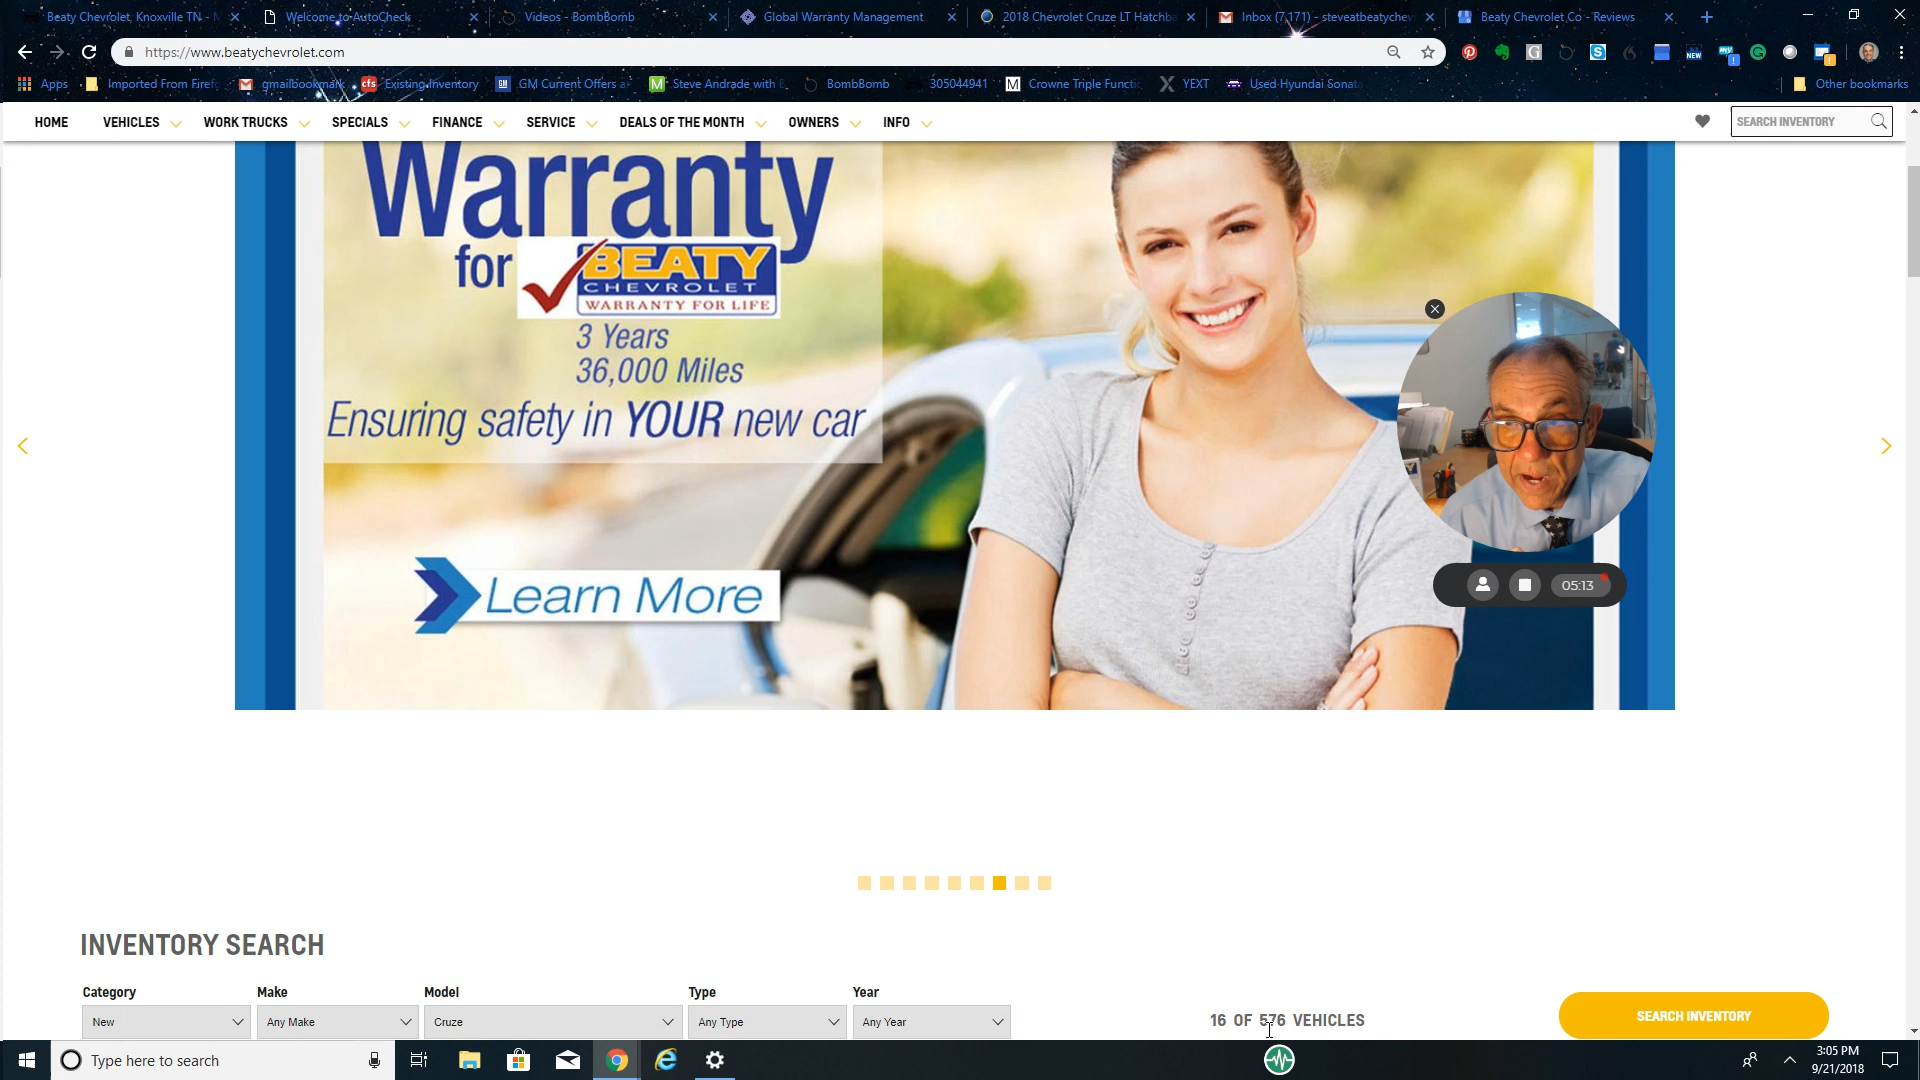 Beaty Chevrolet, Knoxville TN - M
Welcome to AutoCheck
Videos - BombBomb
Global Warranty Management
2018 Chevrolet Cruze LT Hatchba
Inbox (7,171) - steveatbeatychev
Beaty Chevrolet Co - Reviews
https://www.beatychevrolet.com
Apps
Imported From Firef
gmailbookmark
cfs
Existing Inventory
GM
GM Current Offers a
M
Steve Andrade with B
BombBomb
305044941
M
Crowne Triple Functi
YEXT
Used Hyundai Sonata
Other bookmarks
HOME
VEHICLES
WORK TRUCKS
SPECIALS
FINANCE
SERVICE
DEALS OF THE MONTH
OWNERS
INFO
SEARCH INVENTORY
Warranty
for
BEATY
CHEVROLET
WARRANTY FOR LIFE
3 Years
36,000 Miles
Ensuring safety in YOUR new car
Learn More
05:13
INVENTORY SEARCH
Category
Make
Model
Type
Year
New
Any Make
Cruze
Any Type
Any Year
16 OF 576 VEHICLES
SEARCH INVENTORY
Type here to search
3:05 PM
9/21/2018